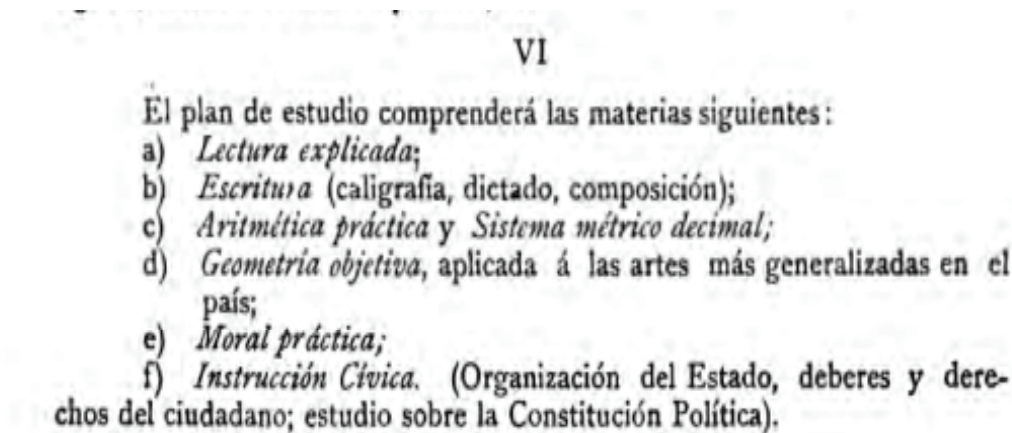 VI
El plan de estudio comprenderá las materias siguientes:
a) Lectura explicada;
b) Escritura (caligrafía, dictado, composición);
c) Aritmética práctica y Sistema métrico decimal;
d) Geometría objetiva, aplicada á las artes más generalizadas en el
país;
e) Moral práctica;
f) Instrucción Cívica. (Organización del Estado, deberes y dere-
chos del ciudadano; estudio sobre la Constitución Política).